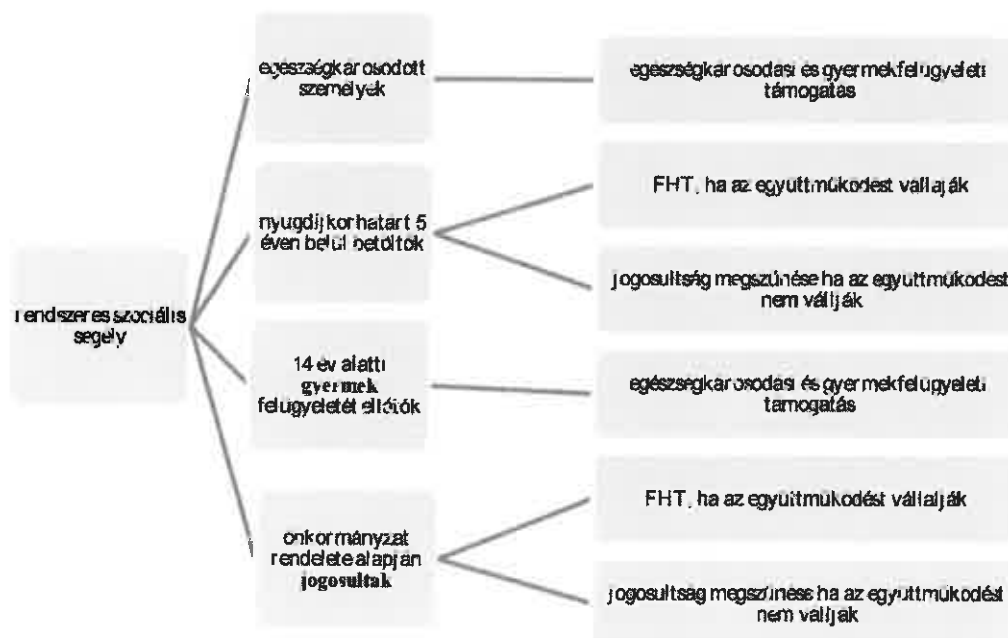 rendszeres szociális
segély
egészségkárosodott
személyek
egészségkárosodási és gyermekfelügyeleti
támogatás
nyugdíjkorhatárt 5
éven belül betöltők
FHT, ha az együttműködést vállaják
jogosultság megszűnése ha az együttműködést
nem vállják
14 év alatti
gyermek
felügyeletét ellátók
egészségkárosodási és gyermekfelügyeleti
támogatás
önkormányzat
rendelete alapján
jogosultak
FHT, ha az együttműködést vállalják
jogosultság megszűnése ha az együttműködést
nem vállják